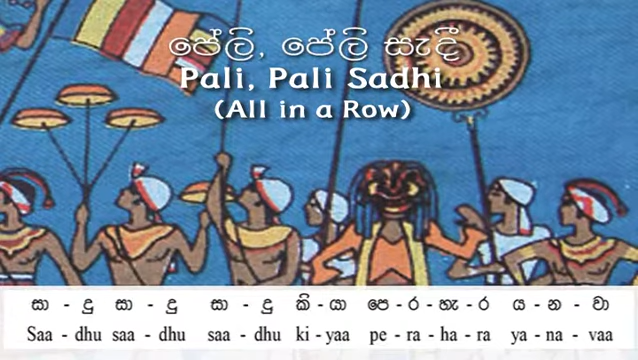 පේලි, පේලි සැදී
Pali, Pali Sadhi
(All in a Row)
සා - දු සා - දු සා - දු කි - යා පෙ - ර - හැ - ර ය - න - වා
Saa - dhu saa - dhu saa - dhu ki - yaa pe - ra - ha - ra ya - na - vaa